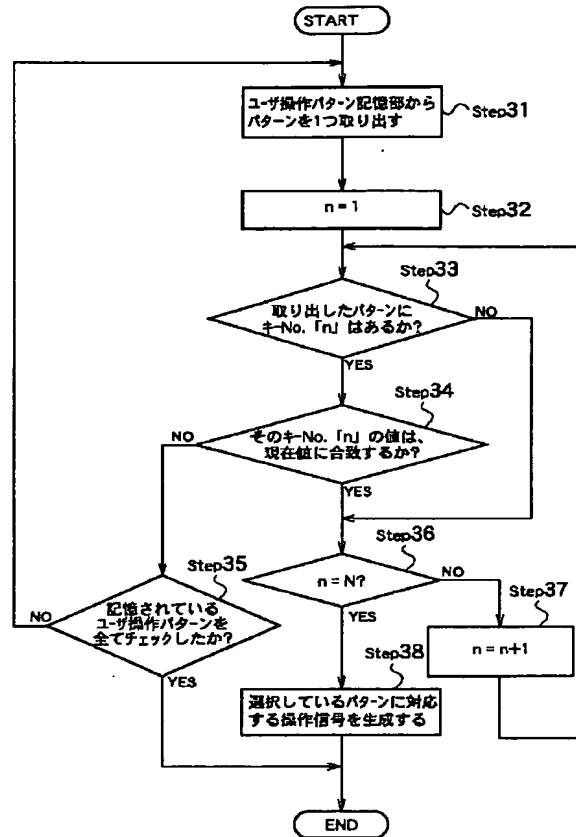 START
ユーザ操作パターン記憶部から
パターンを1つ取り出す
Step31
n = 1
Step32
Step33
取り出したパターンに
キーNo.「n」はあるか?
NO
YES
Step34
そのキーNo.「n」の値は、
現在値に合致するか?
NO
YES
Step35
記憶されている
ユーザ操作パターンを
全てチェックしたか?
NO
YES
Step36
n = N?
NO
YES
Step37
n = n+1
Step38
選択しているパターンに対応
する操作信号を生成する
END